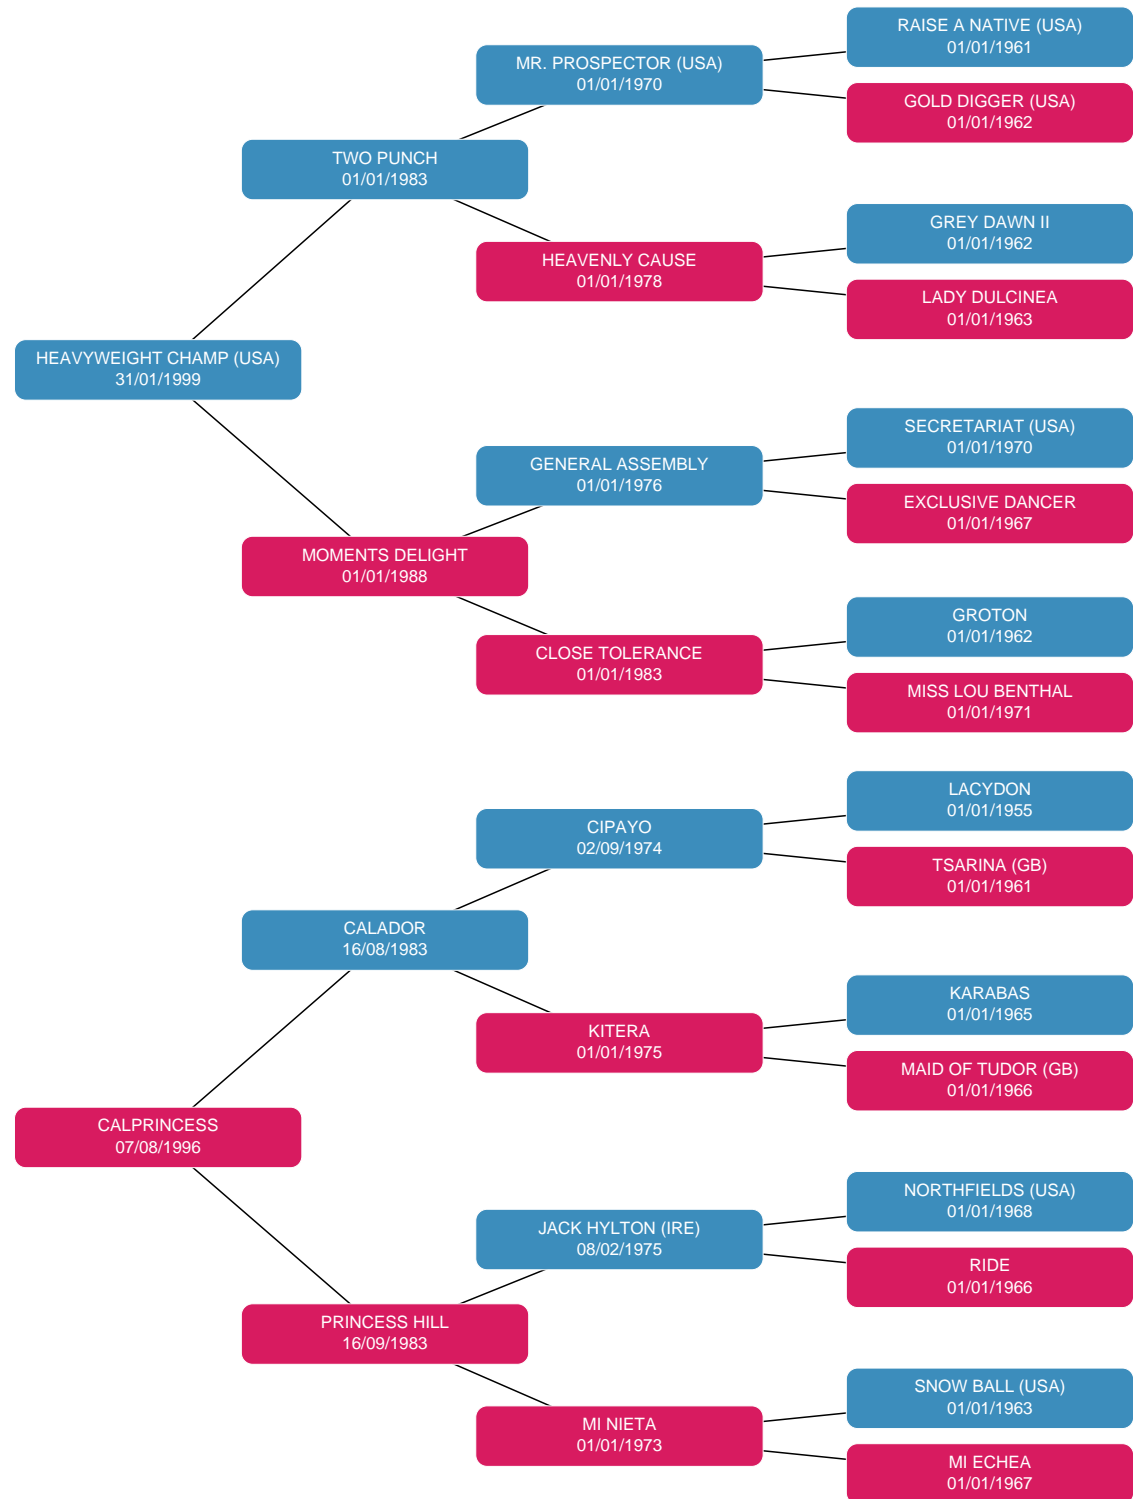 RAISE A NATIVE (USA)
01/01/1961
MR. PROSPECTOR (USA)
01/01/1970
GOLD DIGGER (USA)
01/01/1962
TWO PUNCH
01/01/1983
GREY DAWN II
01/01/1962
HEAVENLY CAUSE
01/01/1978
LADY DULCINEA
01/01/1963
HEAVYWEIGHT CHAMP (USA)
31/01/1999
SECRETARIAT (USA)
01/01/1970
GENERAL ASSEMBLY
01/01/1976
EXCLUSIVE DANCER
01/01/1967
MOMENTS DELIGHT
01/01/1988
GROTON
01/01/1962
CLOSE TOLERANCE
01/01/1983
MISS LOU BENTHAL
01/01/1971
LACYDON
01/01/1955
CIPAYO
02/09/1974
TSARINA (GB)
01/01/1961
CALADOR
16/08/1983
KARABAS
01/01/1965
KITERA
01/01/1975
MAID OF TUDOR (GB)
01/01/1966
CALPRINCESS
07/08/1996
NORTHFIELDS (USA)
01/01/1968
JACK HYLTON (IRE)
08/02/1975
RIDE
01/01/1966
PRINCESS HILL
16/09/1983
SNOW BALL (USA)
01/01/1963
MI NIETA
01/01/1973
MI ECHEA
01/01/1967